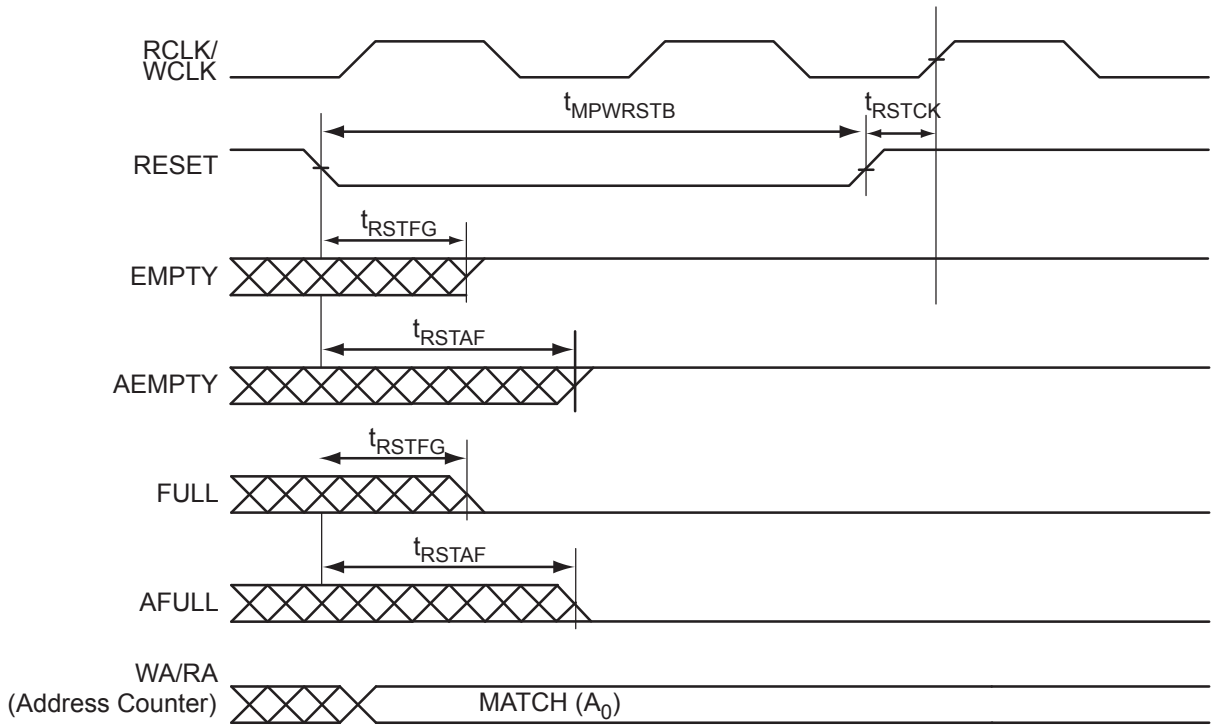 RCLK/
WCLK
tMPWRSTB
tRSTCK
RESET
tRSTFG
EMPTY
tRSTAF
AEMPTY
tRSTFG
FULL
tRSTAF
AFULL
WA/RA
(Address Counter)
MATCH (A0)